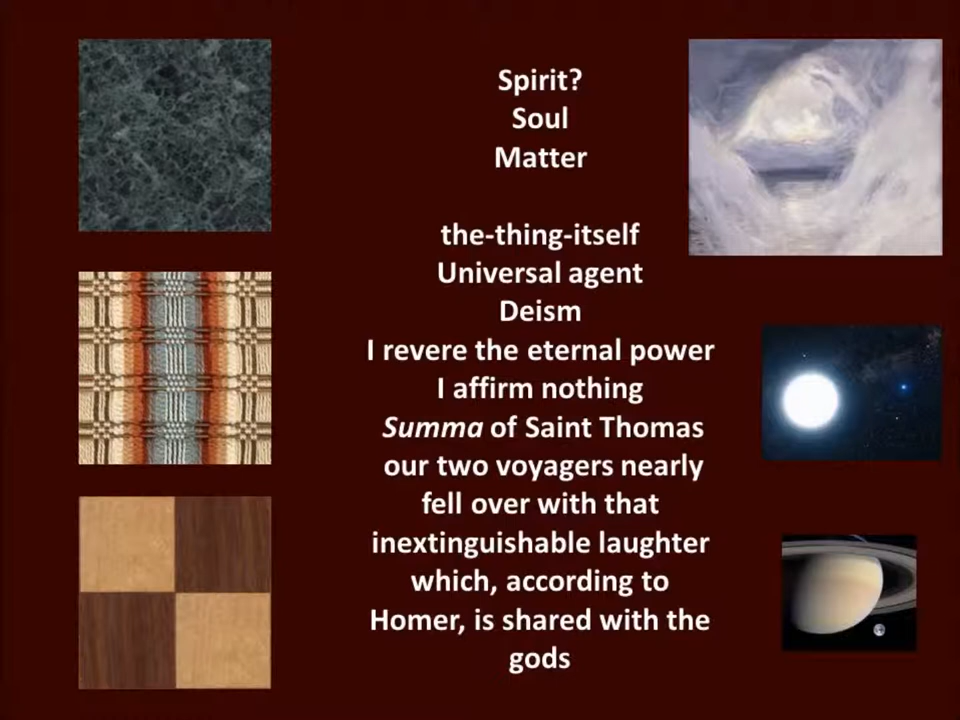 Spirit?
Soul
Matter
the-thing-itself
Universal agent
Deism
I revere the eternal power
I affirm nothing
Summa of Saint Thomas
our two voyagers nearly
fell over with that
inextinguishable laughter
which, according to
Homer, is shared with the
gods